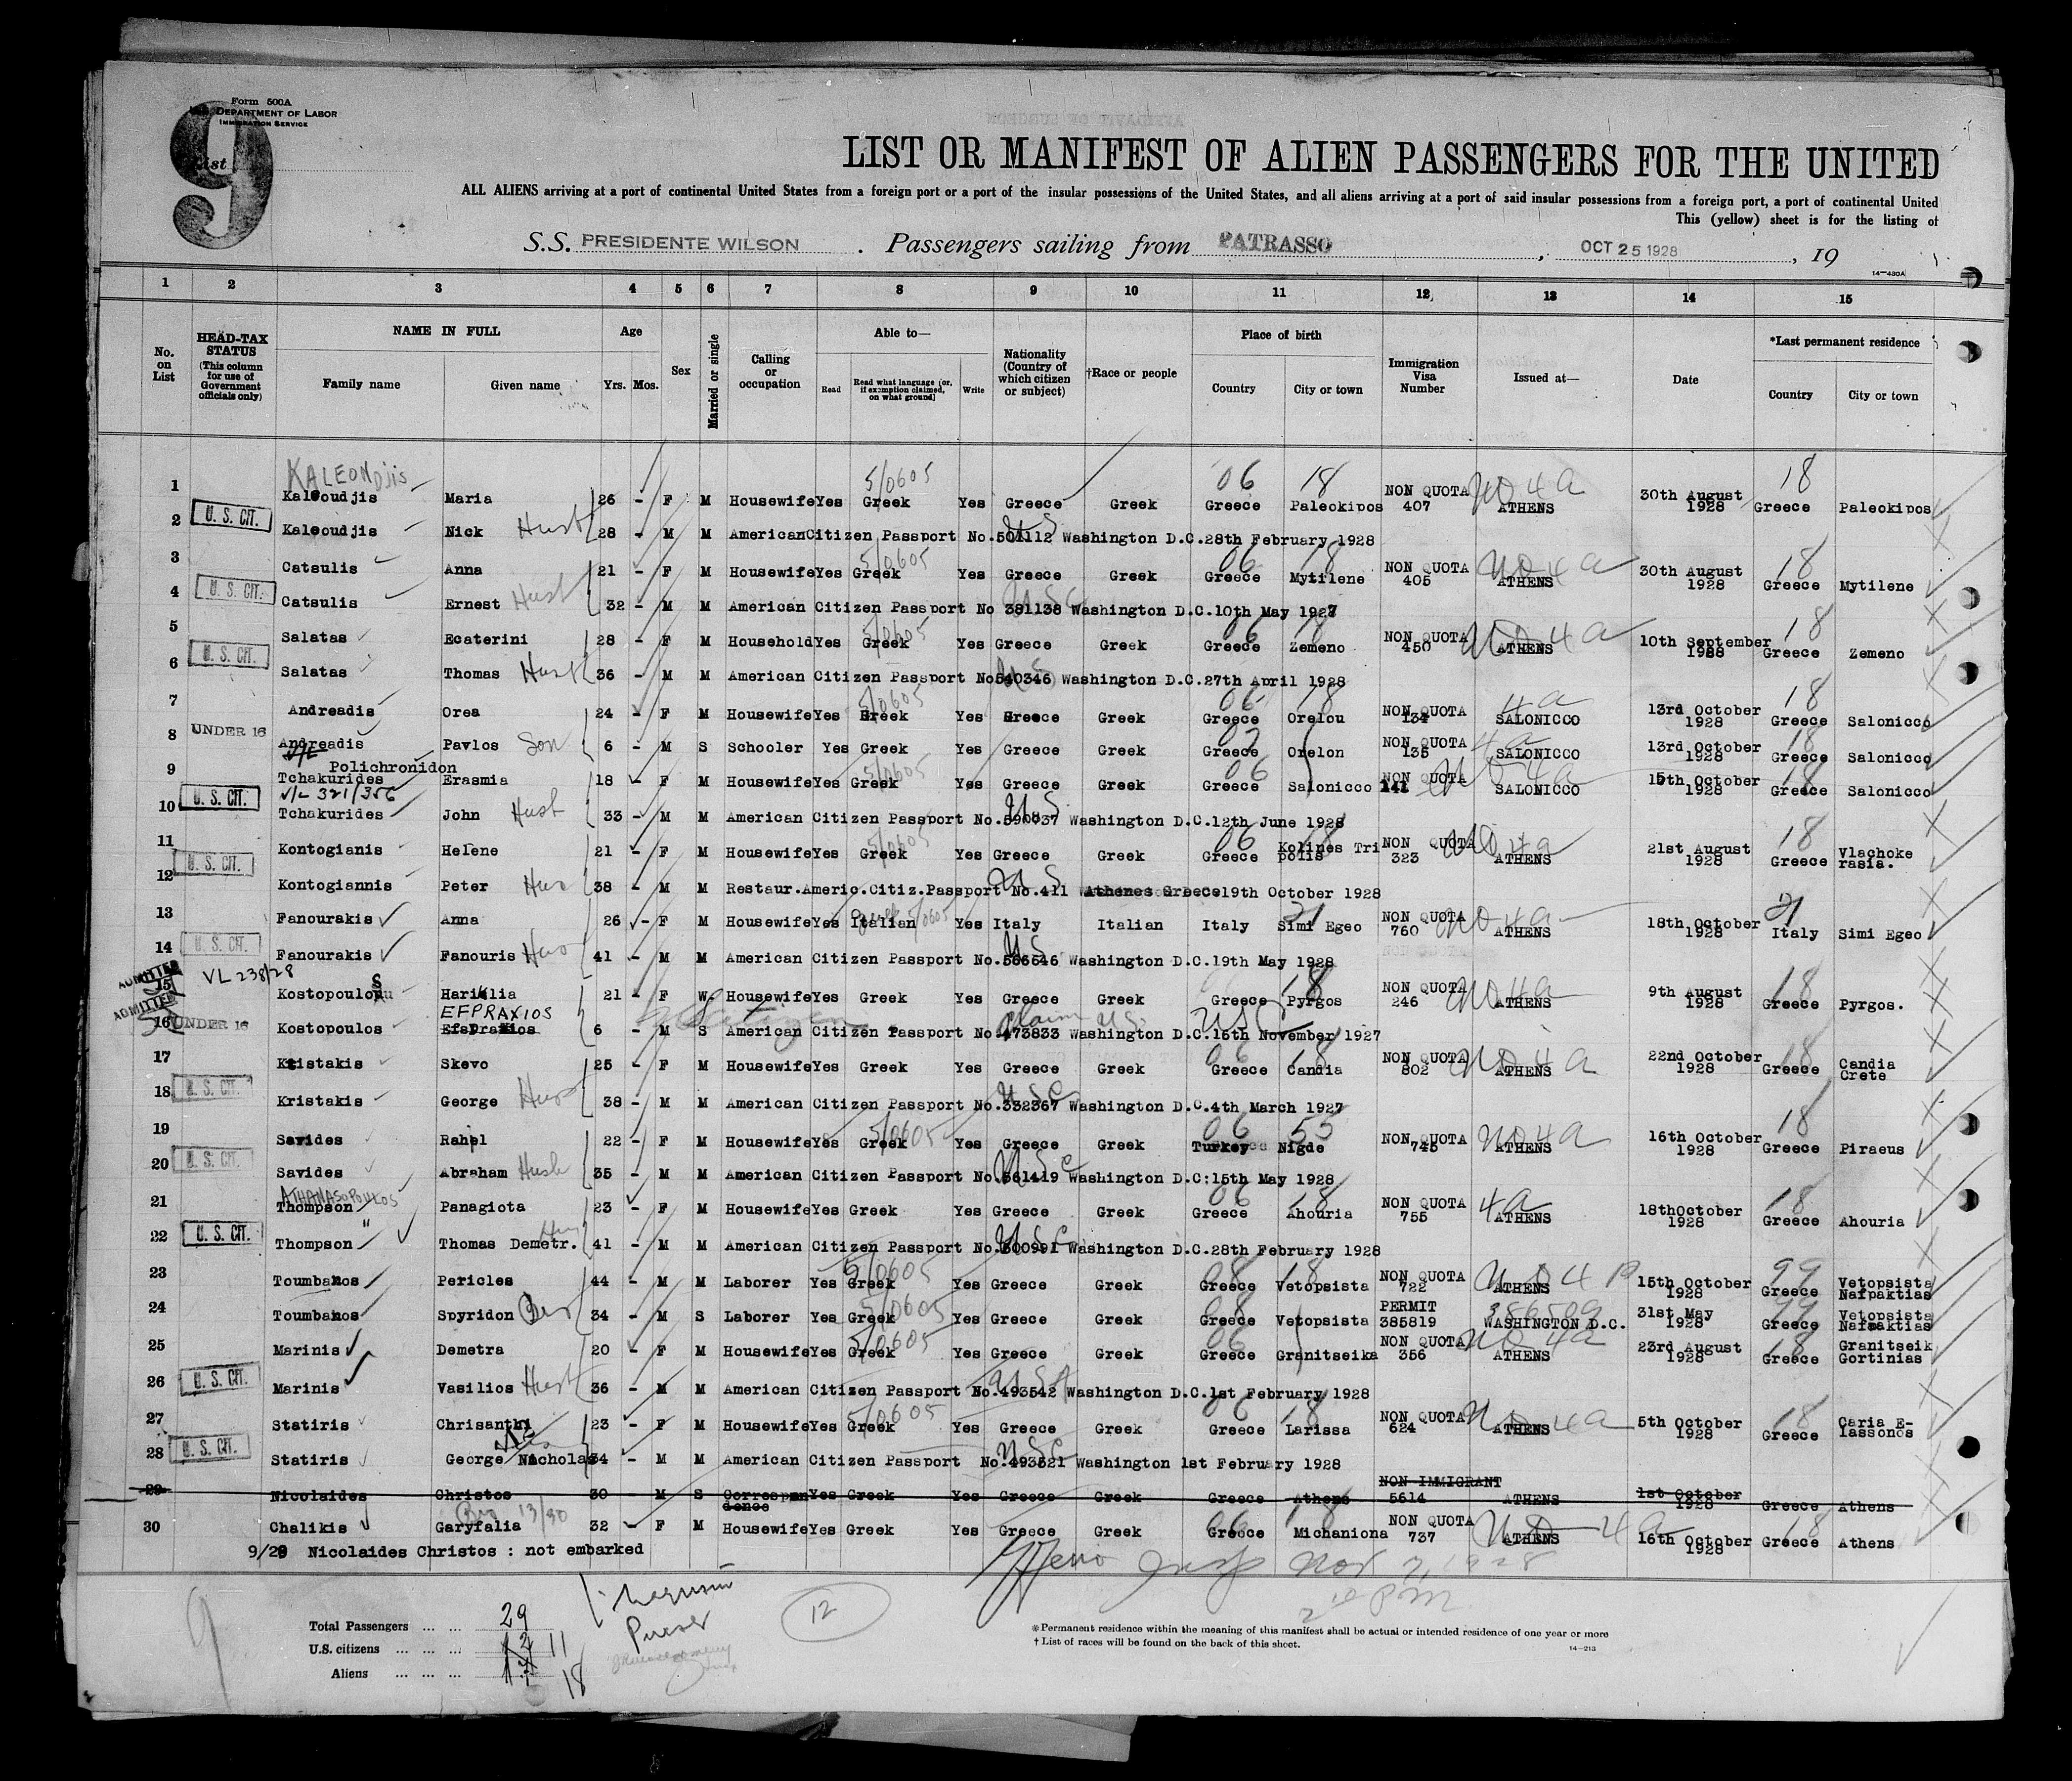 Form 500A
DEPARTMENT OF LABOR
IMMIGRATION SERVICE
9
List
LIST OR MANIFEST OF ALIEN PASSENGERS FOR THE UNITED
ALL ALIENS arriving at a port of continental United States from a foreign port or a port of the insular possessions of the United States, and all aliens arriving at a port of said insular possessions from a foreign port, a port of continental United
This (yellow) sheet is for the listing of
S.S. PRESIDENTE WILSON . Passengers sailing from PATRASSO , OCT 25 1928 , 19
14-430A
1 2 3 4 5 6 7 8 9 10 11 12 13 14 15
No. on List
HEAD-TAX STATUS (This column for use of Government officials only)
NAME IN FULL Family name Given name
Age Yrs. Mos.
Sex
Married or single
Calling or occupation
Able to— Read Read what language [or, if exemption claimed, on what ground] Write
Nationality (Country of which citizen or subject)
†Race or people
Place of birth Country City or town
Immigration Visa Number
Issued at—
Date
*Last permanent residence Country City or town
KALEONDJIS 5/0605 06 18 18
1 Kaleoudjis Maria 26 - F M Housewife Yes Greek Yes Greece Greek Greece Paleokipos NON QUOTA 407 ATHENS 30th August 1928 Greece Paleokipos
2 U. S. CIT. Kaleoudjis Nick Husb 28 - M M American Citizen Passport No. 501112 Washington D.C. 28th February 1928
3 Catsulis Anna 21 - F M Housewife Yes Greek Yes Greece Greek Greece Mytilene NON QUOTA 405 ATHENS 30th August 1928 Greece Mytilene
4 U. S. CIT. Catsulis Ernest Husb 32 - M M American Citizen Passport No 381138 Washington D.C. 10th May 1927
5 Salatas Ecaterini 28 - F M Household Yes Greek Yes Greece Greek Greece Zemeno NON QUOTA 450 ATHENS 10th September 1928 Greece Zemeno
6 U. S. CIT. Salatas Thomas Husb 36 - M M American Citizen Passport No 540346 Washington D.C. 27th April 1928
7 Andreadis Orea 24 - F M Housewife Yes Greek Yes Greece Greek Greece Orelou NON QUOTA 134 SALONICCO 13rd October 1928 Greece Salonicco
8 UNDER 16 Andreadis Pavlos Son 6 - M S Schooler Yes Greek Yes Greece Greek Greece Orelon NON QUOTA 135 SALONICCO 13rd October 1928 Greece Salonicco
Polichronidon
9 Tchakurides Erasmia 18 - F M Housewife Yes Greek Yes Greece Greek Greece Salonicco NON QUOTA 141 SALONICCO 15th October 1928 Greece Salonicco
V/L 321/356
10 U. S. CIT. Tchakurides John Husb 33 - M M American Citizen Passport No. 590037 Washington D.C. 12th June 1928
11 Kontogianis Helene 21 - F M Housewife Yes Greek Yes Greece Greek Greece Kolines Tripolis NON QUOTA 323 ATHENS 21st August 1928 Greece Vlachokerasia.
12 U. S. CIT. Kontogiannis Peter 38 - M M Restaur. Americ. Citiz. Passport No. 411 Athenes Greece 19th October 1928
13 Fanourakis Anna 26 - F M Housewife Yes Italian Yes Italy Italian Italy Simi Egeo NON QUOTA 760 ATHENS 18th October 1928 Italy Simi Egeo
14 U. S. CIT. Fanourakis Fanouris 41 - M M American Citizen Passport No. 563546 Washington D.C. 19th May 1928
ADMITTED VL 238/28
15 Kostopoulos Hariklia 21 - F W. Housewife Yes Greek Yes Greece Greek Greece Pyrgos NON QUOTA 246 ATHENS 9th August 1928 Greece Pyrgos.
ADMITTED EFPRAXIOS
16 UNDER 16 Kostopoulos 6 - M S American Citizen Passport No. 473833 Washington D.C. 15th November 1927
17 Kristakis Skevo 25 - F M Housewife Yes Greek Yes Greece Greek Greece Candia NON QUOTA 802 ATHENS 22nd October 1928 Greece Candia Crete
18 U. S. CIT. Kristakis George 38 - M M American Citizen Passport No. 332367 Washington D.C. 4th March 1927
19 Savides Rahel 22 - F M Housewife Yes Greek Yes Greece Greek Turkey Nigde NON QUOTA 745 ATHENS 16th October 1928 Greece Piraeus
20 U. S. CIT. Savides Abraham Husb 35 - M M American Citizen Passport No. 561419 Washington D.C: 15th May 1928
ATHANASOPOULOS
21 Thompson Panagiota 23 - F M Housewife Yes Greek Yes Greece Greek Greece Ahouria NON QUOTA 755 ATHENS 18th October 1928 Greece Ahouria
22 U. S. CIT. Thompson Thomas Demetr. 41 - M M American Citizen Passport No. 500991 Washington D.C. 28th February 1928
23 Toumbanos Pericles 44 - M M Laborer Yes Greek Yes Greece Greek Greece Vetopsista NON QUOTA 722 ATHENS 15th October 1928 Greece Vetopsista Nafpaktias
24 Toumbanos Spyridon Bro 34 - M S Laborer Yes Greek Yes Greece Greek Greece Vetopsista PERMIT 385819 WASHINGTON D.C. 31st May 1928 Greece Vetopsista Nafpaktias
25 Marinis Demetra 20 - F M Housewife Yes Greek Yes Greece Greek Greece Granitseika NON QUOTA 356 ATHENS 23rd August 1928 Greece Granitseik Gortinias
26 U. S. CIT. Marinis Vasilios Husb 36 - M M American Citizen Passport No. 493542 Washington D.C. 1st February 1928
27 Statiris Chrisanthi 23 - F M Housewife Yes Greek Yes Greece Greek Greece Larissa NON QUOTA 624 ATHENS 5th October 1928 Greece Caria Elassonos
28 U. S. CIT. Statiris George Nicholas 34 - M M American Citizen Passport No. 493521 Washington 1st February 1928
29 Nicolaides Christos 30 - M S Correspondence Yes Greek Yes Greece Greek Greece Athens NON IMMIGRANT 5614 ATHENS 1st October 1928 Greece Athens
30 Chalikis Garyfalia 32 - F M Housewife Yes Greek Yes Greece Greek Greece Michaniona NON QUOTA 737 ATHENS 16th October 1928 Greece Athens
9/29 Nicolaides Christos : not embarked
Total Passengers ... ... 29
U.S. citizens ... ... ... 12 11
Aliens ... ... ... 17 18
Purser
12
* Permanent residence within the meaning of this manifest shall be actual or intended residence of one year or more
† List of races will be found on the back of this sheet.
14-213